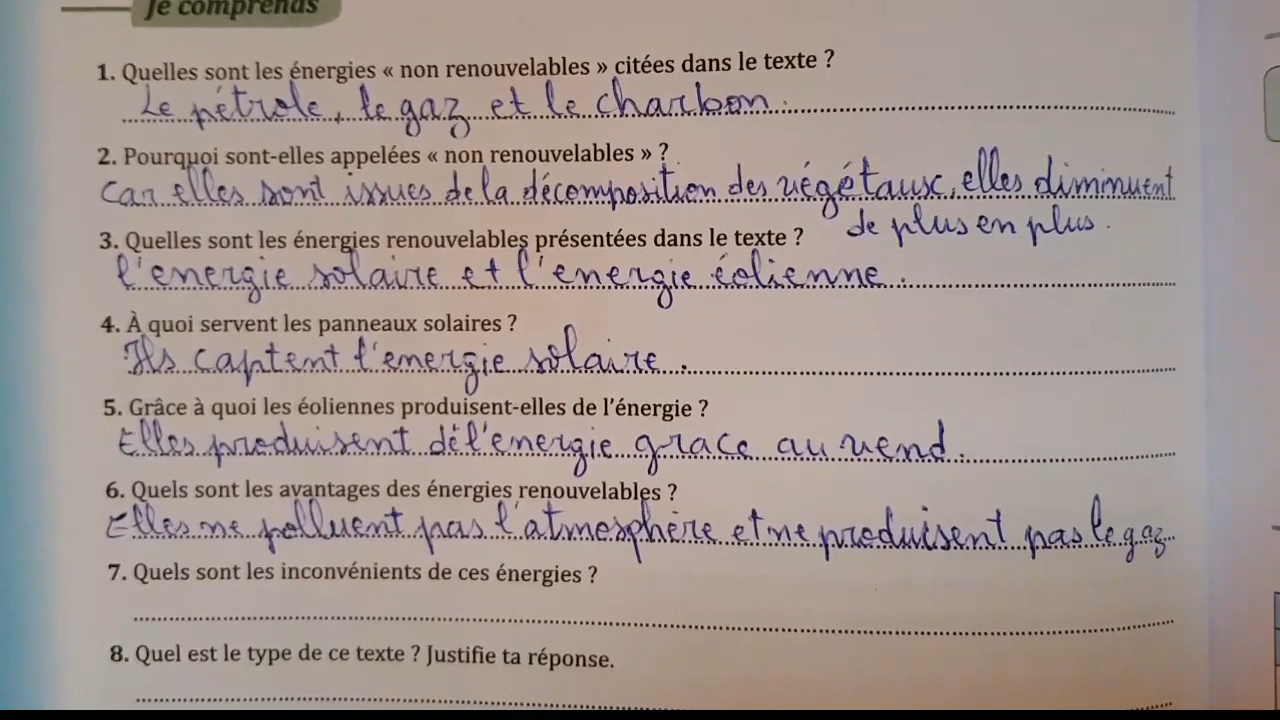 Je comprends
1. Quelles sont les énergies « non renouvelables » citées dans le texte ?
Le pétrole, le gaz et le charbon.
2. Pourquoi sont-elles appelées « non renouvelables » ?
Car elles sont issues de la décomposition des végétaux, elles diminuent
de plus en plus.
3. Quelles sont les énergies renouvelables présentées dans le texte ?
l'energie solaire et l'energie éolienne.
4. À quoi servent les panneaux solaires ?
Ils captent l'energie solaire.
5. Grâce à quoi les éoliennes produisent-elles de l'énergie ?
Elles produisent de l'energie grace au vend.
6. Quels sont les avantages des énergies renouvelables ?
Elles ne polluent pas l'atmosphère et ne produisent pas le gaz
7. Quels sont les inconvénients de ces énergies ?
8. Quel est le type de ce texte ? Justifie ta réponse.